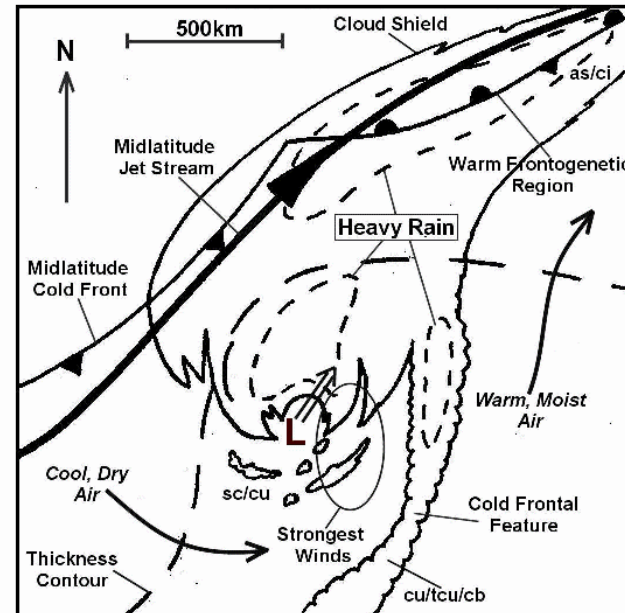 500km
Cloud Shield
N
as/ci
Midlatitude
Jet Stream
Warm Frontogenetic
Region
Heavy Rain
Midlatitude
Cold Front
Warm, Moist
Air
L
Cool, Dry
Air
sc/cu
Strongest
Winds
Cold Frontal
Feature
Thickness
Contour
cu/tcu/cb